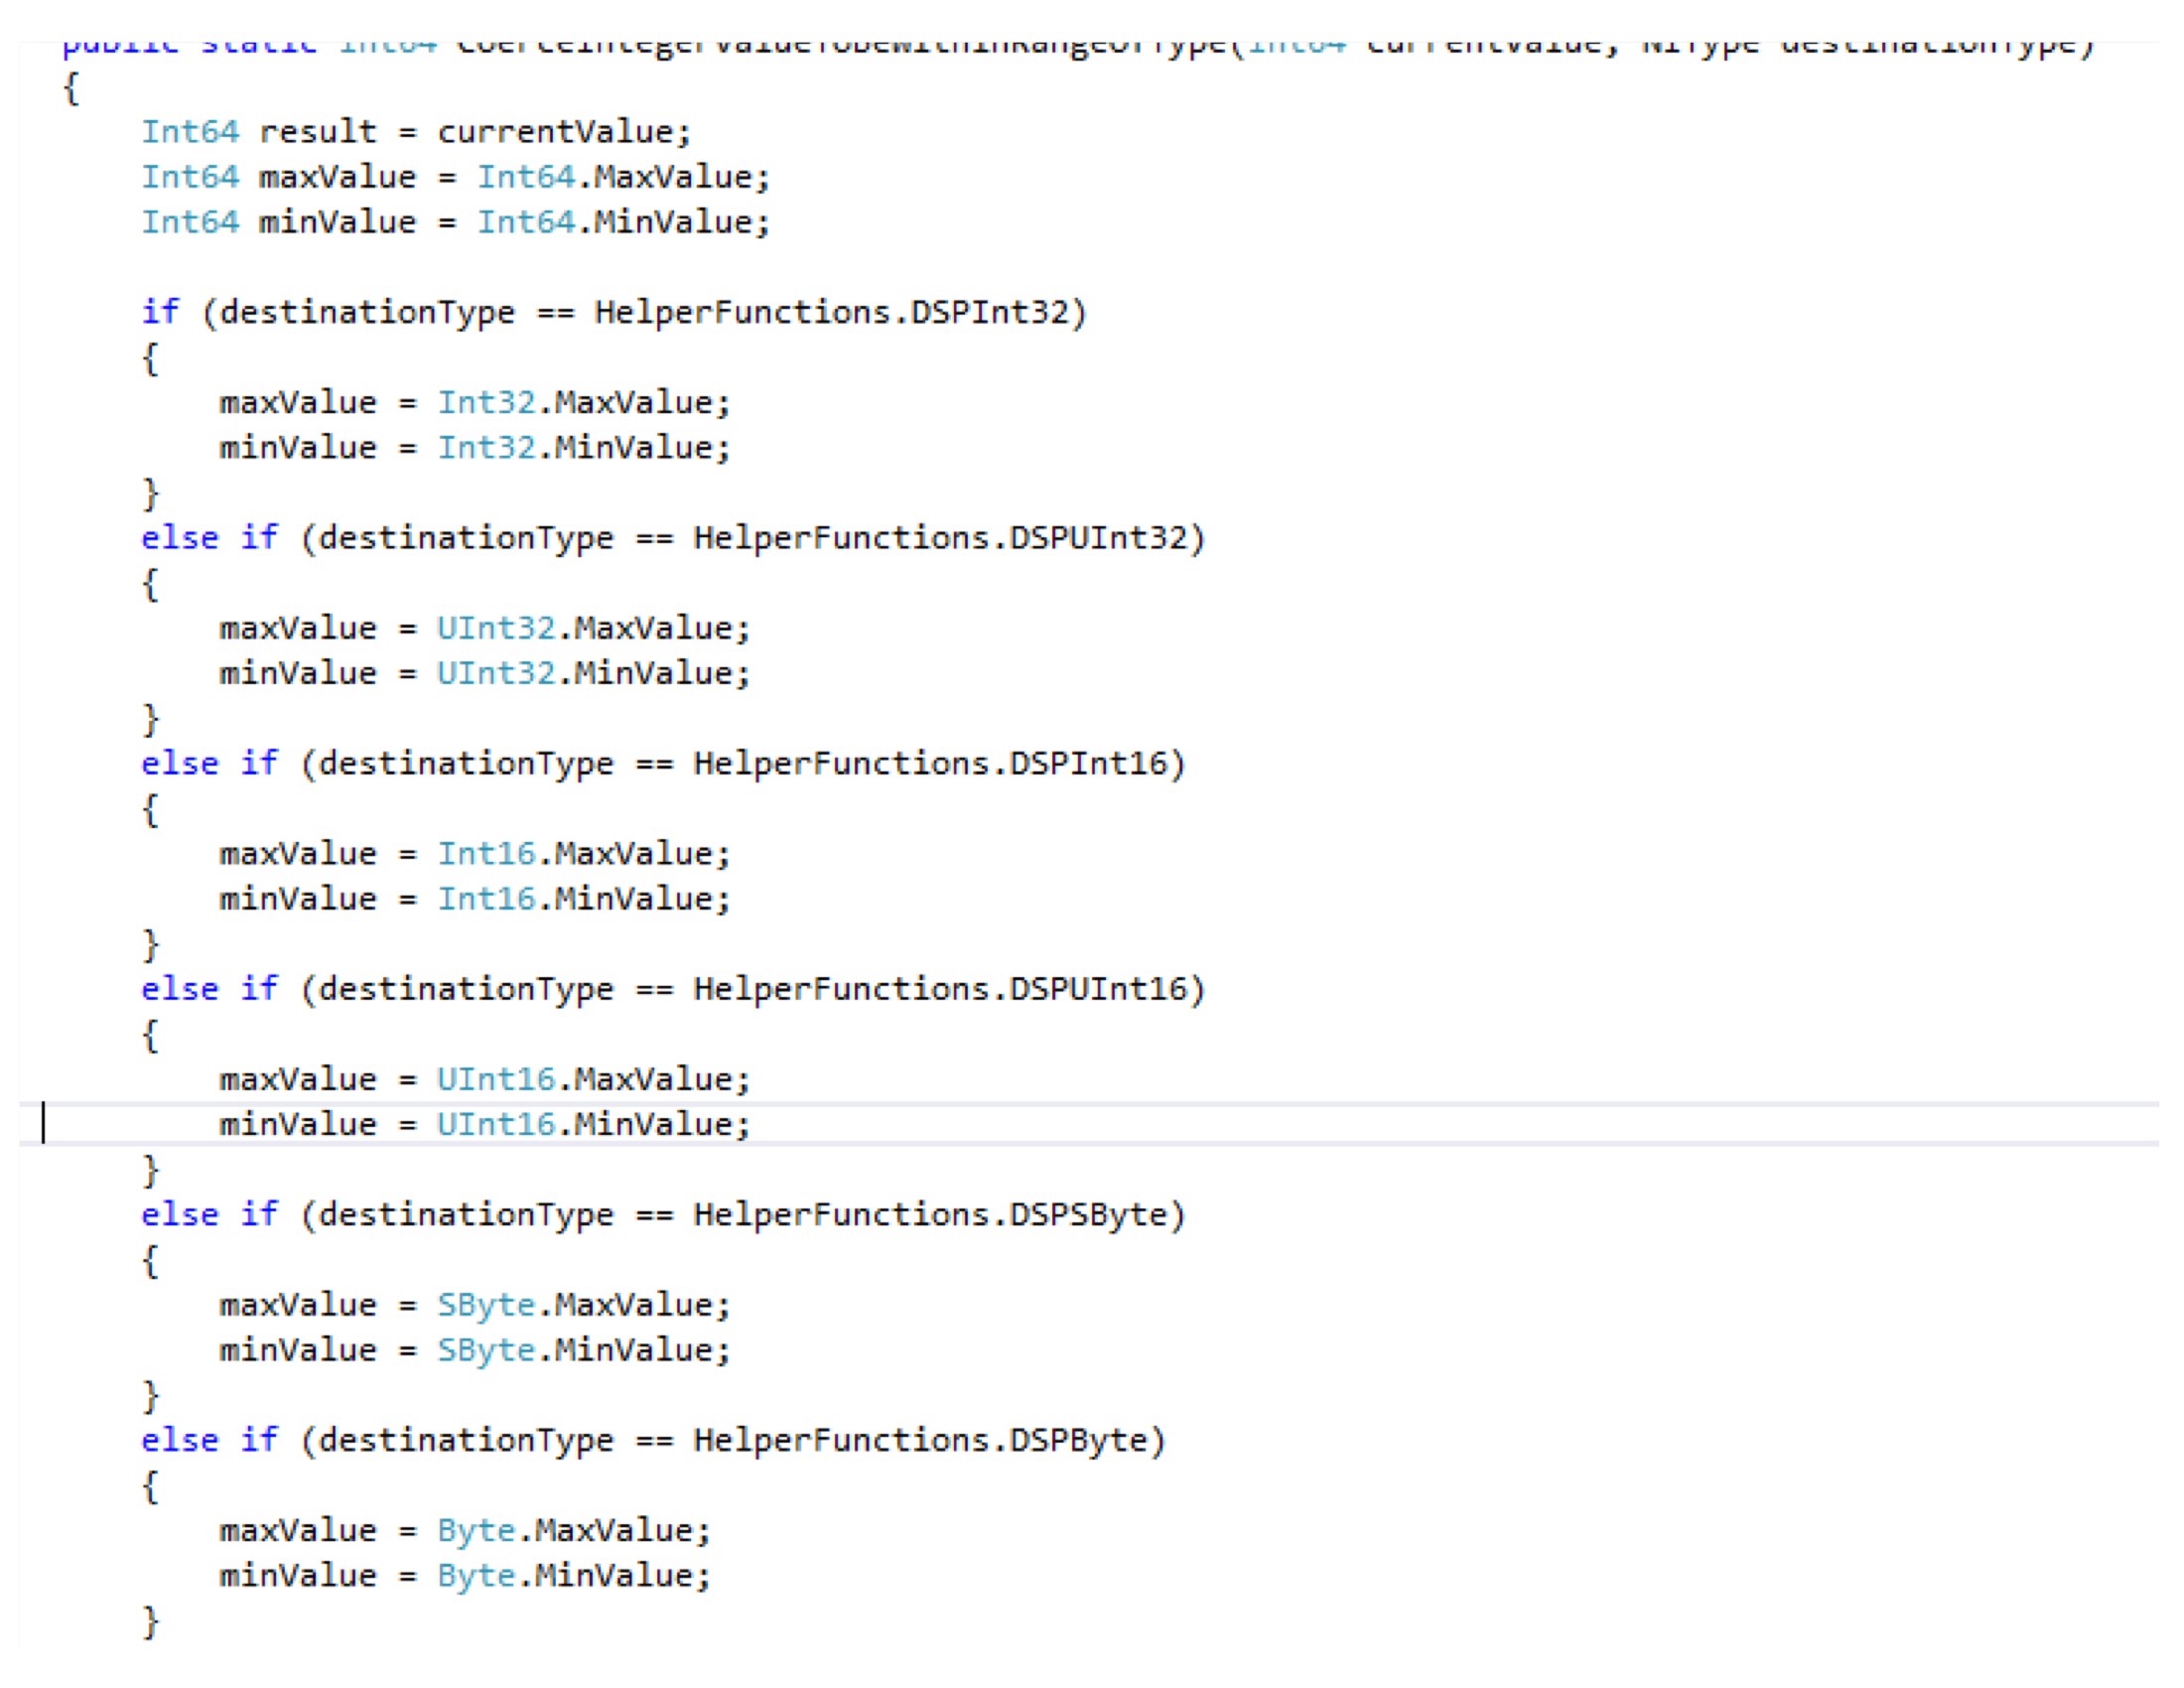 public static Int64 CoerceIntegerValueToBeWithinRangeOfType(Int64 currentValue, NIType destinationType)
{
    Int64 result = currentValue;
    Int64 maxValue = Int64.MaxValue;
    Int64 minValue = Int64.MinValue;

    if (destinationType == HelperFunctions.DSPInt32)
    {
        maxValue = Int32.MaxValue;
        minValue = Int32.MinValue;
    }
    else if (destinationType == HelperFunctions.DSPUInt32)
    {
        maxValue = UInt32.MaxValue;
        minValue = UInt32.MinValue;
    }
    else if (destinationType == HelperFunctions.DSPInt16)
    {
        maxValue = Int16.MaxValue;
        minValue = Int16.MinValue;
    }
    else if (destinationType == HelperFunctions.DSPUInt16)
    {
        maxValue = UInt16.MaxValue;
        minValue = UInt16.MinValue;
    }
    else if (destinationType == HelperFunctions.DSPSByte)
    {
        maxValue = SByte.MaxValue;
        minValue = SByte.MinValue;
    }
    else if (destinationType == HelperFunctions.DSPByte)
    {
        maxValue = Byte.MaxValue;
        minValue = Byte.MinValue;
    }